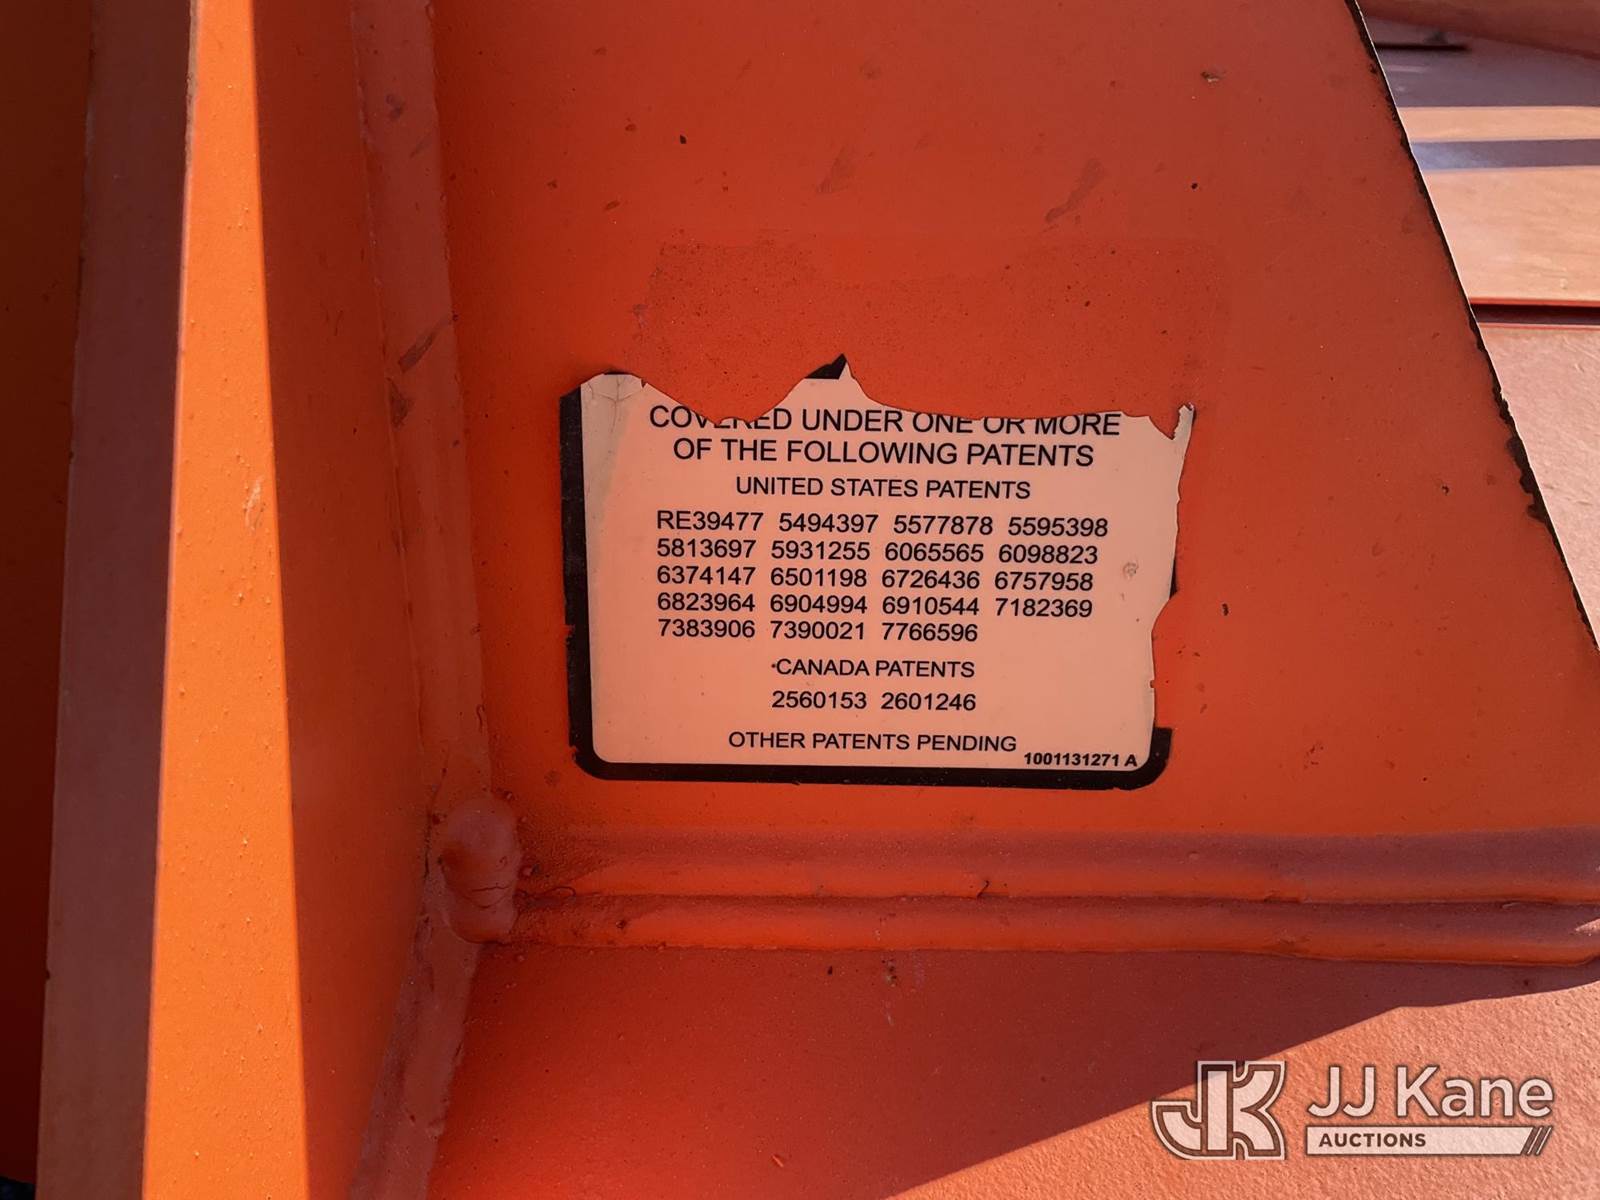 COVERED UNDER ONE OR MORE
OF THE FOLLOWING PATENTS
UNITED STATES PATENTS
RE39477 5494397 5577878 5595398
5813697 5931255 6065565 6098823
6374147 6501198 6726436 6757958
6823964 6904994 6910544 7182369
7383906 7390021 7766596
CANADA PATENTS
2560153 2601246
OTHER PATENTS PENDING
1001131271 A
JK JJ Kane
AUCTIONS